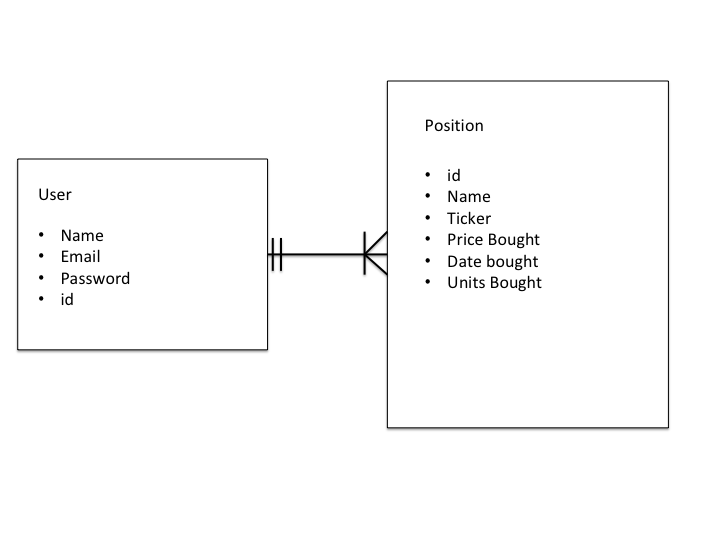 User
• Name
• Email
• Password
• id
Position
• id
• Name
• Ticker
• Price Bought
• Date bought
• Units Bought